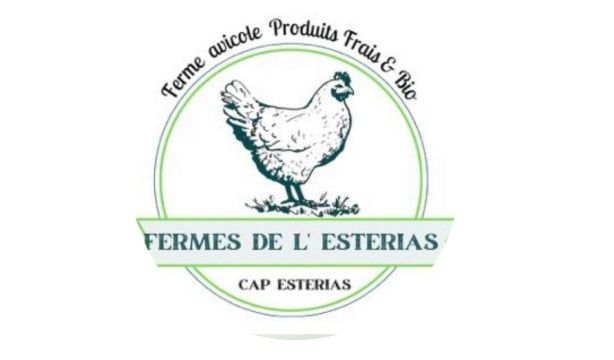 Ferme avicole Produits Frais & Bio
FERMES DE L' ESTERIAS
CAP ESTERIAS